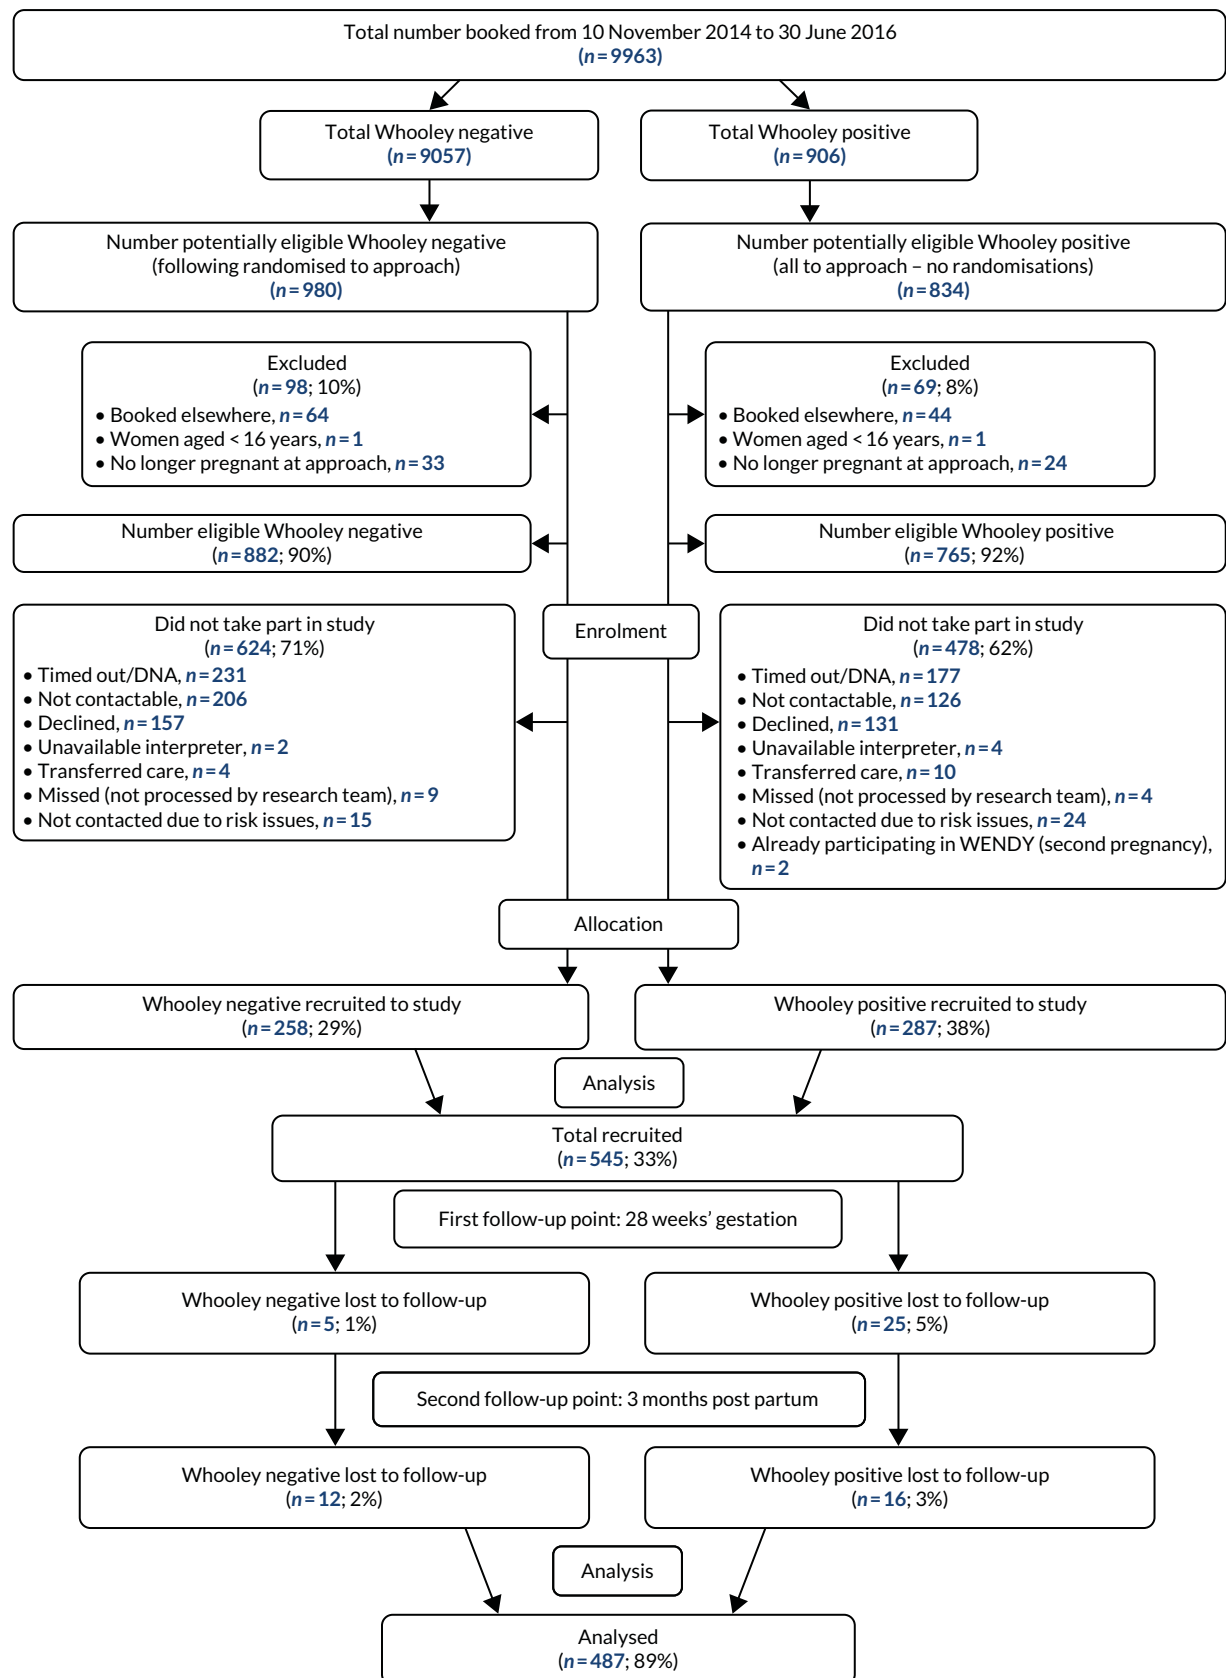 Total number booked from 10 November 2014 to 30 June 2016
(n=9963)
Total Whooley negative
(n=9057)
Total Whooley positive
(n=906)
Number potentially eligible Whooley negative
(following randomised to approach)
(n=980)
Number potentially eligible Whooley positive
(all to approach – no randomisations)
(n=834)
Excluded
(n=98; 10%)
• Booked elsewhere, n=64
• Women aged < 16 years, n=1
• No longer pregnant at approach, n=33
Excluded
(n=69; 8%)
• Booked elsewhere, n=44
• Women aged < 16 years, n=1
• No longer pregnant at approach, n=24
Number eligible Whooley negative
(n=882; 90%)
Number eligible Whooley positive
(n=765; 92%)
Enrolment
Did not take part in study
(n=624; 71%)
• Timed out/DNA, n=231
• Not contactable, n=206
• Declined, n=157
• Unavailable interpreter, n=2
• Transferred care, n=4
• Missed (not processed by research team), n=9
• Not contacted due to risk issues, n=15
Did not take part in study
(n=478; 62%)
• Timed out/DNA, n=177
• Not contactable, n=126
• Declined, n=131
• Unavailable interpreter, n=4
• Transferred care, n=10
• Missed (not processed by research team), n=4
• Not contacted due to risk issues, n=24
• Already participating in WENDY (second pregnancy),
n=2
Allocation
Whooley negative recruited to study
(n=258; 29%)
Whooley positive recruited to study
(n=287; 38%)
Analysis
Total recruited
(n=545; 33%)
First follow-up point: 28 weeks’ gestation
Whooley negative lost to follow-up
(n=5; 1%)
Whooley positive lost to follow-up
(n=25; 5%)
Second follow-up point: 3 months post partum
Whooley negative lost to follow-up
(n=12; 2%)
Whooley positive lost to follow-up
(n=16; 3%)
Analysis
Analysed
(n=487; 89%)